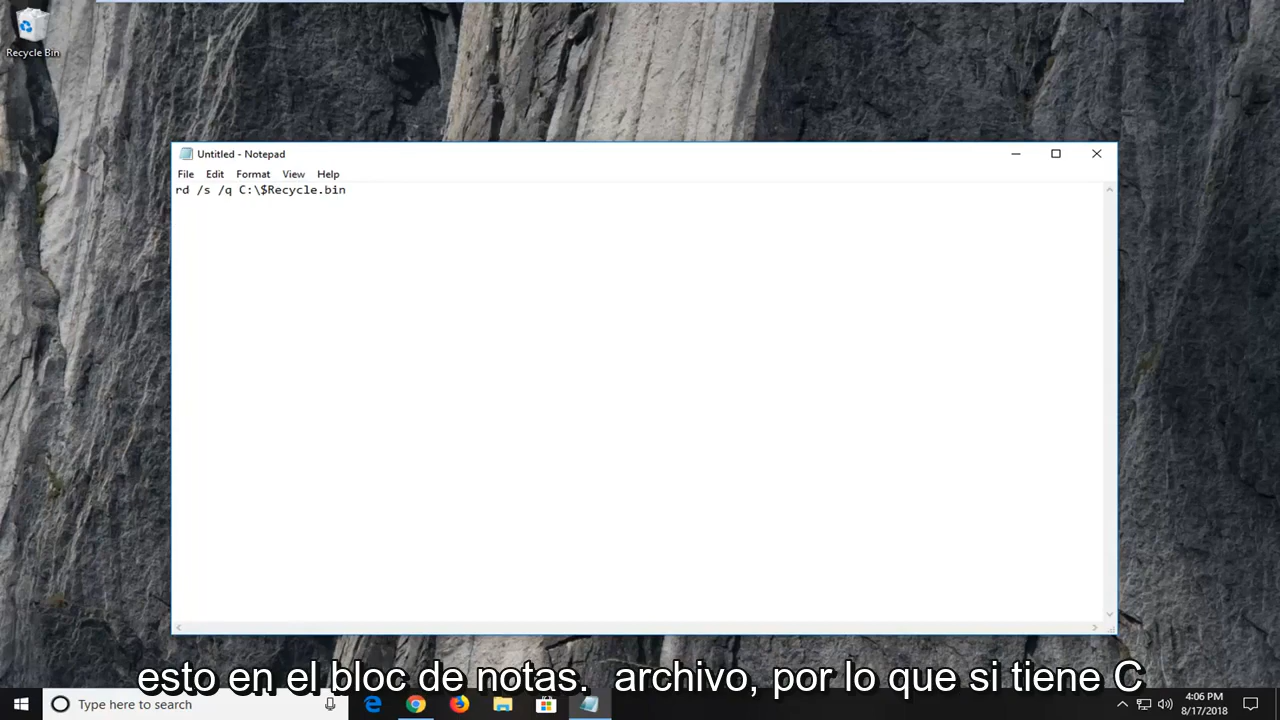 Recycle Bin
Untitled - Notepad
File Edit Format View Help
rd /s /q C:\$Recycle.bin
esto en el bloc de notas. archivo, por lo que si tiene C
Type here to search
4:06 PM
8/17/2018